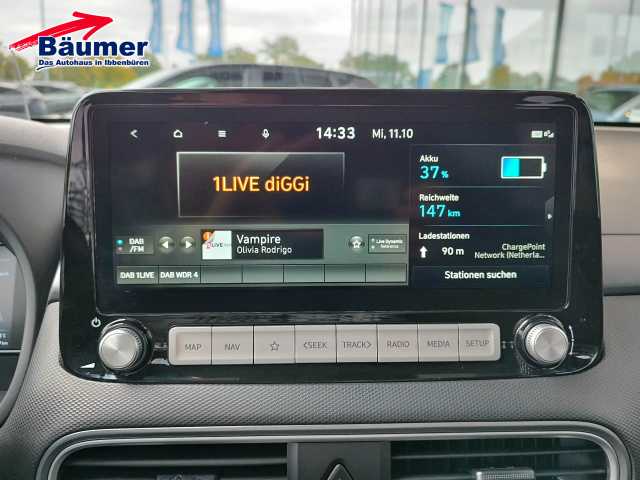 Bäumer
Das Autohaus in Ibbenbüren
14:33 Mi, 11.10
1LIVE diGGi
Akku
37 %
Reichweite
147 km
Ladestationen
90 m ChargePoint
Network (Netherla...
Stationen suchen
DAB
/FM
1LIVE
Vampire
Olivia Rodrigo
Live Dynamic
Reference
DAB 1LIVE DAB WDR 4
MAP NAV <SEEK TRACK> RADIO MEDIA SETUP